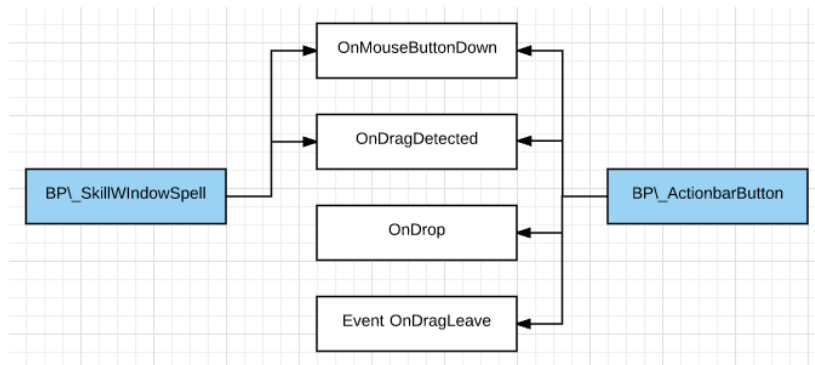 OnMouseButtonDown
OnDragDetected
BP\_SkillWIndowSpell
BP\_ActionbarButton
OnDrop
Event OnDragLeave